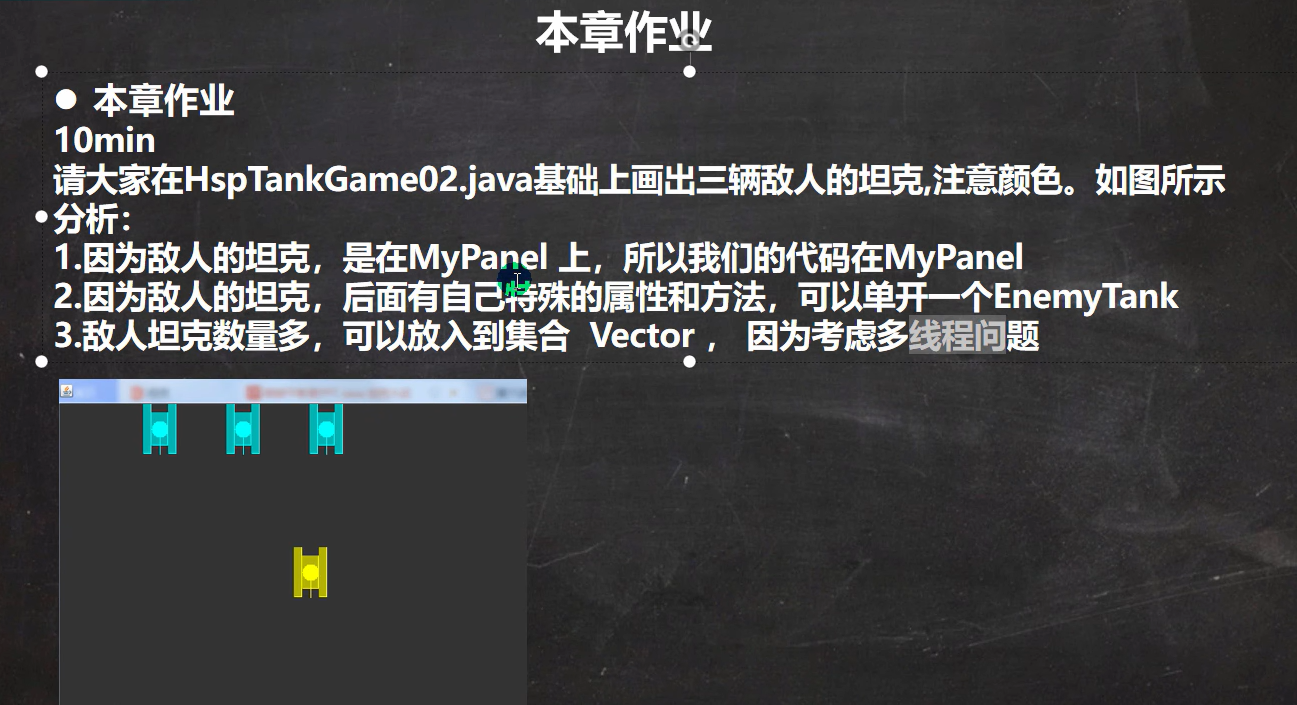 本章作业
● 本章作业
10min
请大家在HspTankGame02.java基础上画出三辆敌人的坦克,注意颜色。如图所示
分析：
1.因为敌人的坦克，是在MyPanel 上，所以我们的代码在MyPanel
2.因为敌人的坦克，后面有自己特殊的属性和方法，可以单开一个EnemyTank
3.敌人坦克数量多，可以放入到集合 Vector ， 因为考虑多线程问题